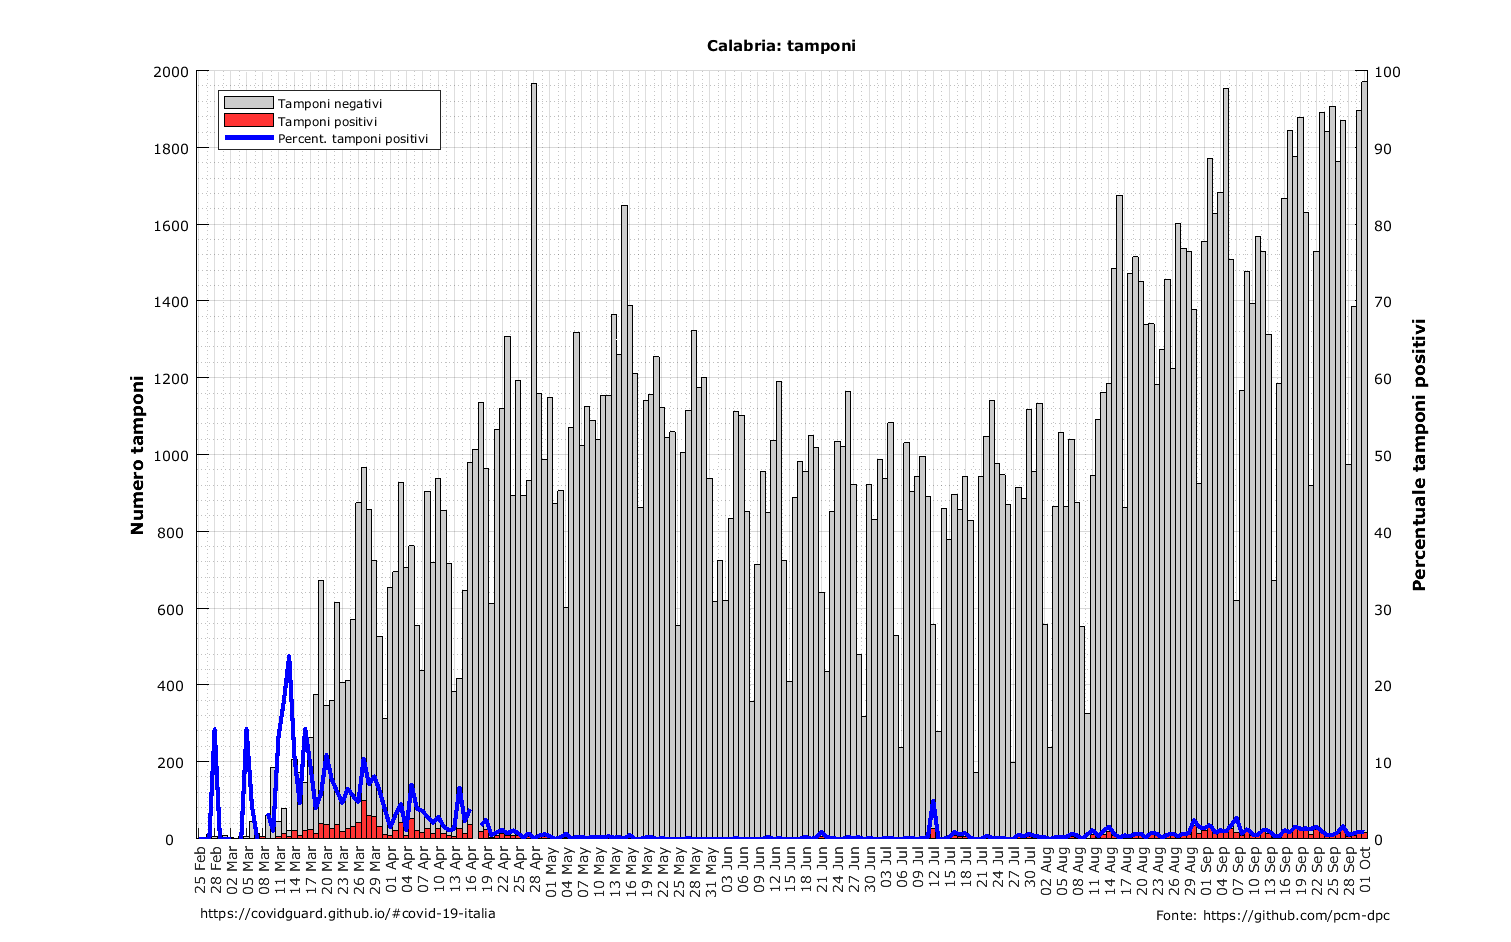 Calabria: tamponi
Tamponi negativi
Tamponi positivi
Percent. tamponi positivi
Numero tamponi
2000
1800
1600
1400
1200
1000
800
600
400
200
0
Percentuale tamponi positivi
100
90
80
70
60
50
40
30
20
10
0
25 Feb
28 Feb
02 Mar
05 Mar
08 Mar
11 Mar
14 Mar
17 Mar
20 Mar
23 Mar
26 Mar
29 Mar
01 Apr
04 Apr
07 Apr
10 Apr
13 Apr
16 Apr
19 Apr
22 Apr
25 Apr
28 Apr
01 May
04 May
07 May
10 May
13 May
16 May
19 May
22 May
25 May
28 May
31 May
03 Jun
06 Jun
09 Jun
12 Jun
15 Jun
18 Jun
21 Jun
24 Jun
27 Jun
30 Jun
03 Jul
06 Jul
09 Jul
12 Jul
15 Jul
18 Jul
21 Jul
24 Jul
27 Jul
30 Jul
02 Aug
05 Aug
08 Aug
11 Aug
14 Aug
17 Aug
20 Aug
23 Aug
26 Aug
29 Aug
01 Sep
04 Sep
07 Sep
10 Sep
13 Sep
16 Sep
19 Sep
22 Sep
25 Sep
28 Sep
01 Oct
https://covidguard.github.io/#covid-19-italia
Fonte: https://github.com/pcm-dpc